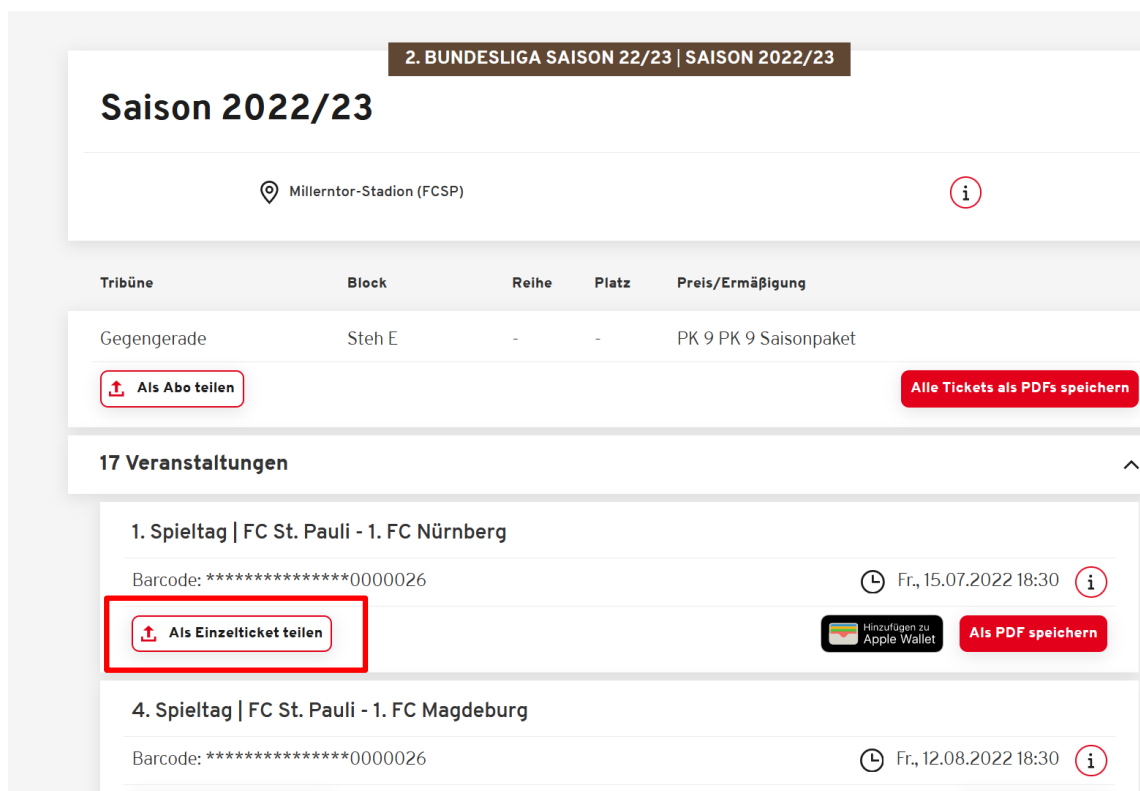 2. BUNDESLIGA SAISON 22/23 | SAISON 2022/23
Saison 2022/23
Millerntor-Stadion (FCSP)
i
Tribüne Block Reihe Platz Preis/Ermäßigung
Gegengerade Steh E - - PK 9 PK 9 Saisonpaket
Als Abo teilen Alle Tickets als PDFs speichern
17 Veranstaltungen
1. Spieltag | FC St. Pauli - 1. FC Nürnberg
Barcode: ***************0000026 Fr., 15.07.2022 18:30 i
Als Einzelticket teilen Hinzufügen zu Apple Wallet Als PDF speichern
4. Spieltag | FC St. Pauli - 1. FC Magdeburg
Barcode: ***************0000026 Fr., 12.08.2022 18:30 i